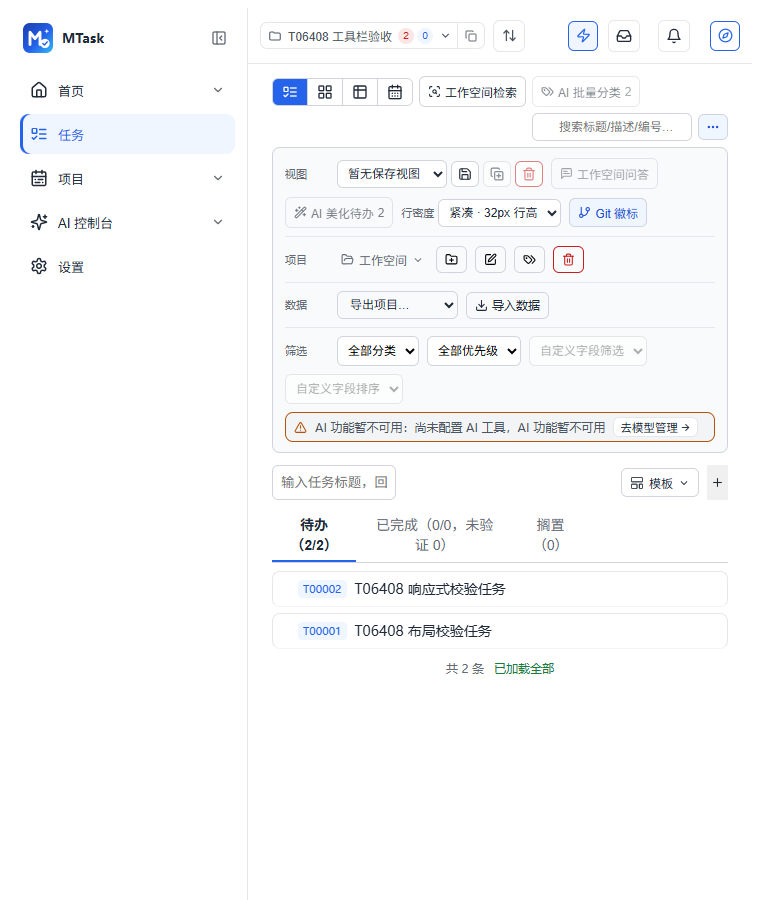 MTask
T06408 工具栏验收 2 0
首页
任务
项目
AI 控制台
设置
工作空间检索
AI 批量分类 2
搜索标题/描述/编号…
视图
暂无保存视图
工作空间问答
AI 美化待办 2
行密度
紧凑 · 32px 行高
Git 徽标
项目
工作空间
数据
导出项目…
导入数据
筛选
全部分类
全部优先级
自定义字段筛选
自定义字段排序
AI 功能暂不可用：尚未配置 AI 工具，AI 功能暂不可用
去模型管理 →
输入任务标题，回
模板
+
待办
（2/2）
已完成（0/0，未验
证 0）
搁置
（0）
T00002 T06408 响应式校验任务
T00001 T06408 布局校验任务
共 2 条 已加载全部